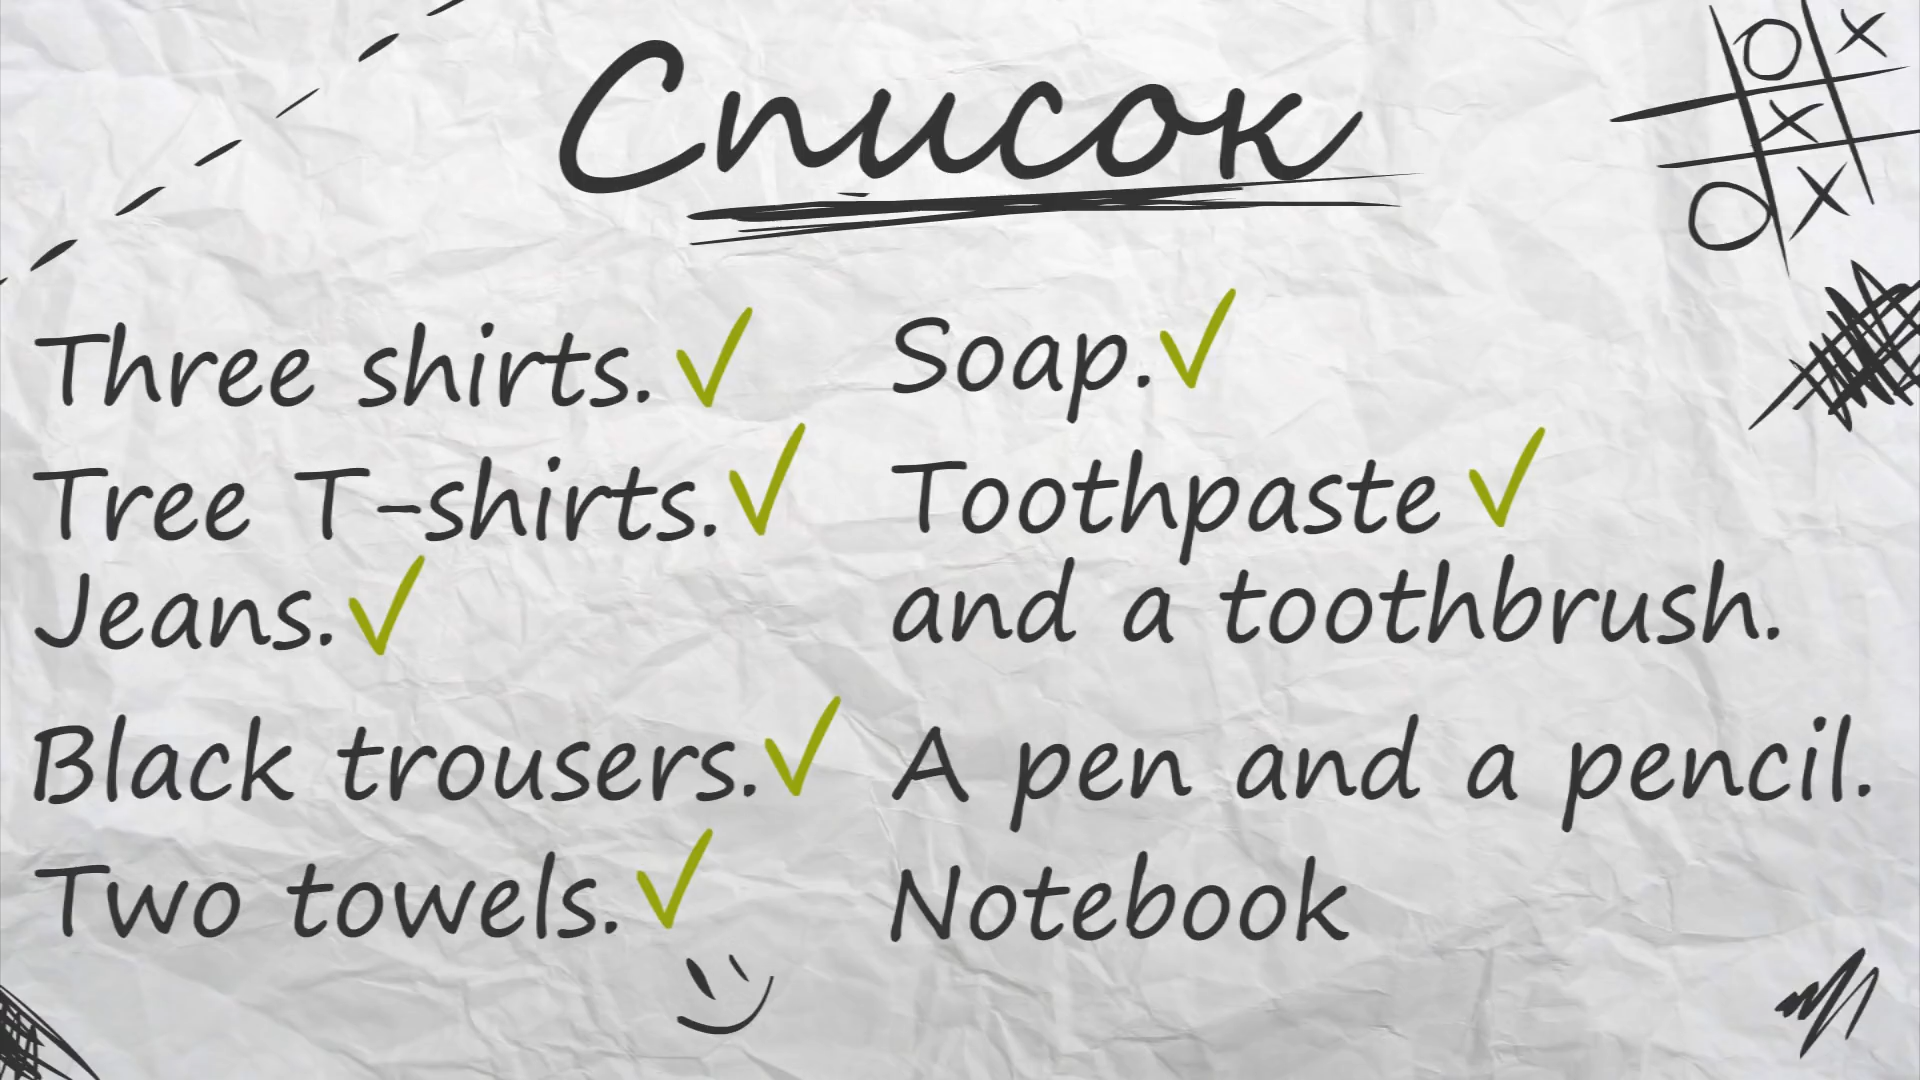 Список
Three shirts.
Tree T-shirts.
Jeans.
Black trousers.
Two towels.
Soap.
Toothpaste
and a toothbrush.
A pen and a pencil.
Notebook